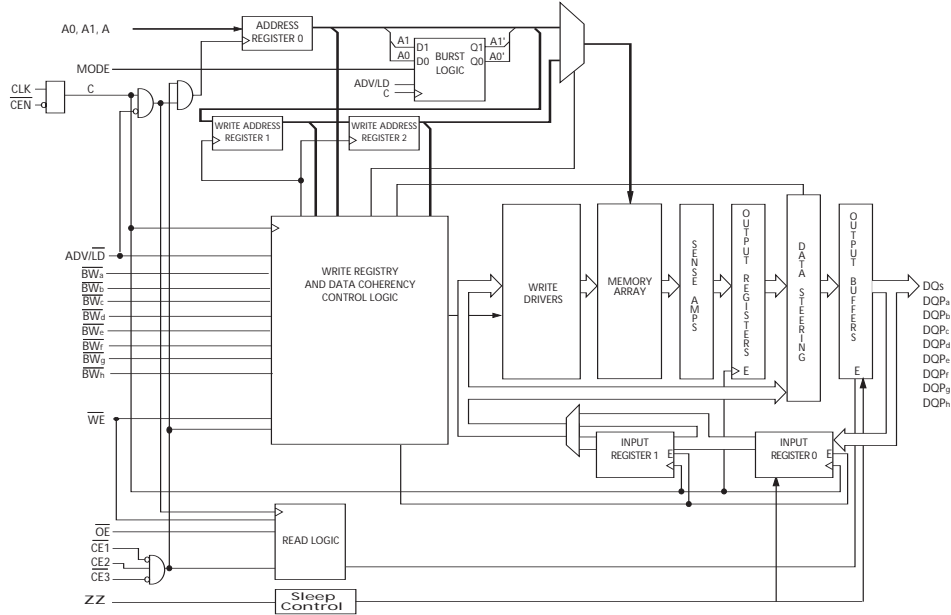 A0, A1, A
ADDRESS
REGISTER 0
A1
A0
D1
D0
BURST
LOGIC
Q1
Q0
A1'
A0'
MODE
ADV/LD
C
CLK
C
CEN
WRITE ADDRESS
REGISTER 1
WRITE ADDRESS
REGISTER 2
ADV/LD
BWa
BWb
BWc
BWd
BWe
BWf
BWg
BWh
WE
WRITE REGISTRY
AND DATA COHERENCY
CONTROL LOGIC
WRITE
DRIVERS
MEMORY
ARRAY
SENSE AMPS
OUTPUT REGISTERS
E
DATA STEERING
OUTPUT BUFFERS
E
DQs
DQPa
DQPb
DQPc
DQPd
DQPe
DQPf
DQPg
DQPh
INPUT
REGISTER 1
E
INPUT
REGISTER 0
E
OE
CE1
CE2
CE3
READ LOGIC
ZZ
Sleep
Control